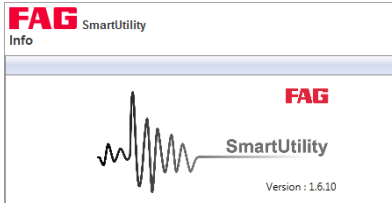 FAG SmartUtility
Info
FAG
SmartUtility
Version : 1.6.10